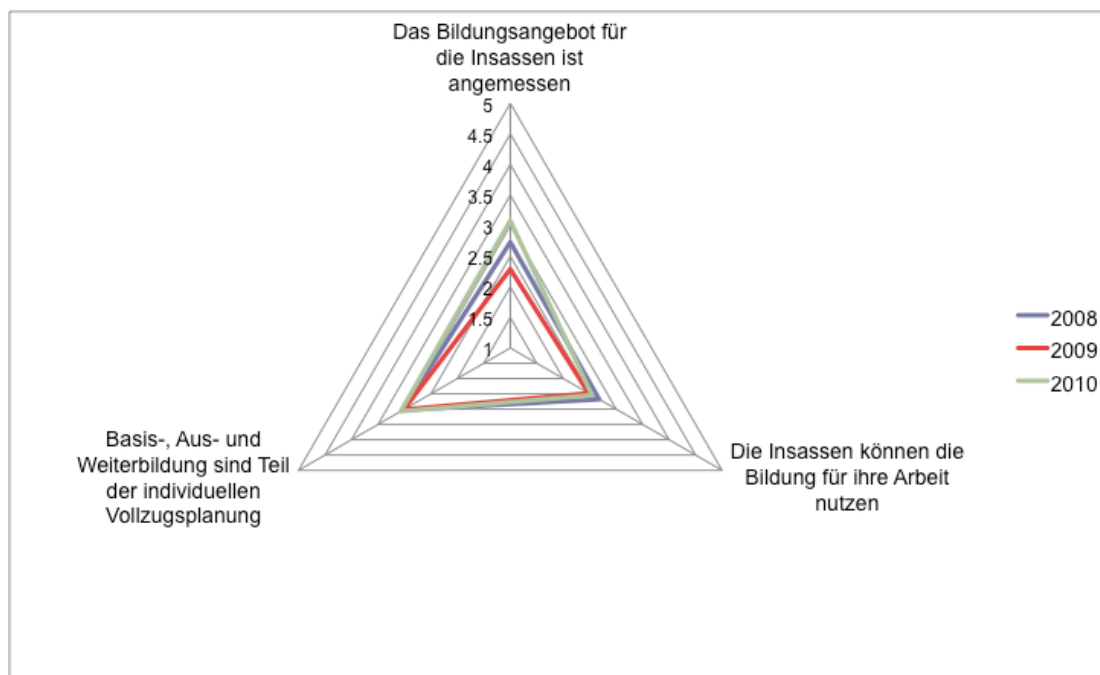 Das Bildungsangebot für
die Insassen ist
angemessen
5
4.5
4
3.5
3
2.5
2
1.5
1
2008
2009
2010
Basis-, Aus- und
Weiterbildung sind Teil
der individuellen
Vollzugsplanung
Die Insassen können die
Bildung für ihre Arbeit
nutzen